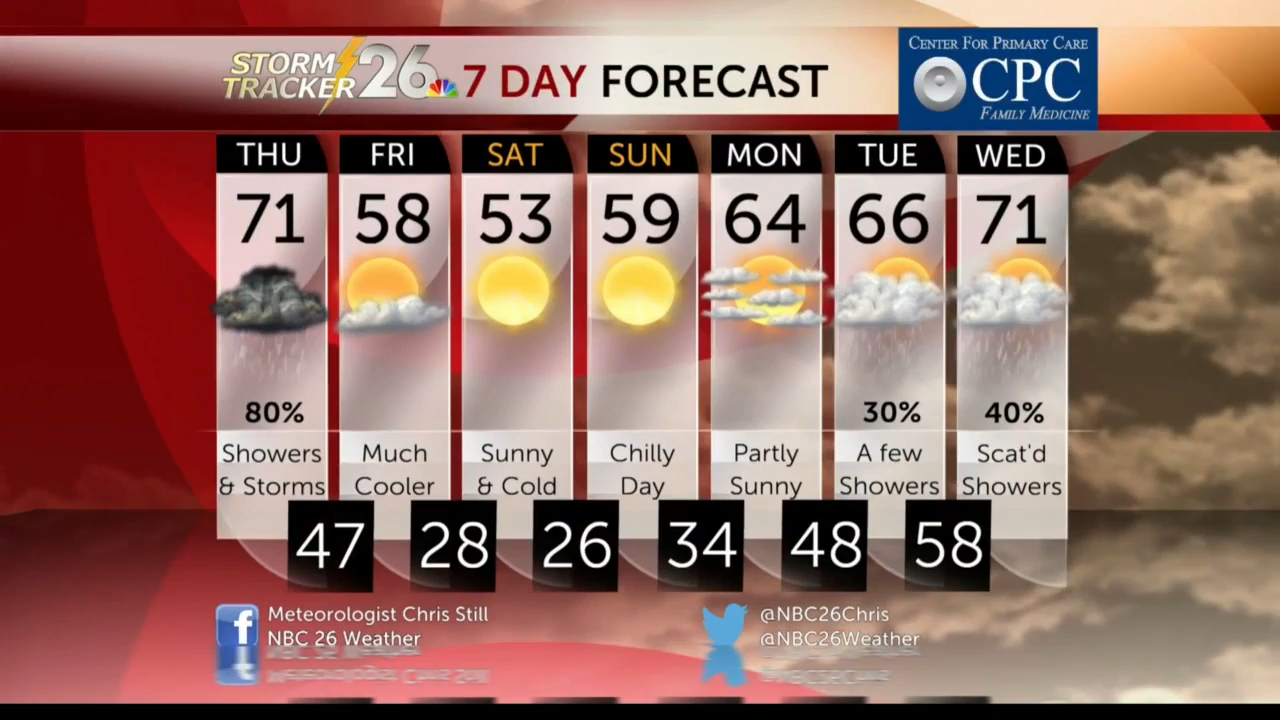 STORM TRACKER 26 7 DAY FORECAST
CENTER FOR PRIMARY CARE
CPC
FAMILY MEDICINE
THU FRI SAT SUN MON TUE WED
71 58 53 59 64 66 71
80% 30% 40%
Showers & Storms
Much Cooler
Sunny & Cold
Chilly Day
Partly Sunny
A few Showers
Scat'd Showers
47 28 26 34 48 58
Meteorologist Chris Still
NBC 26 Weather
@NBC26Chris
@NBC26Weather